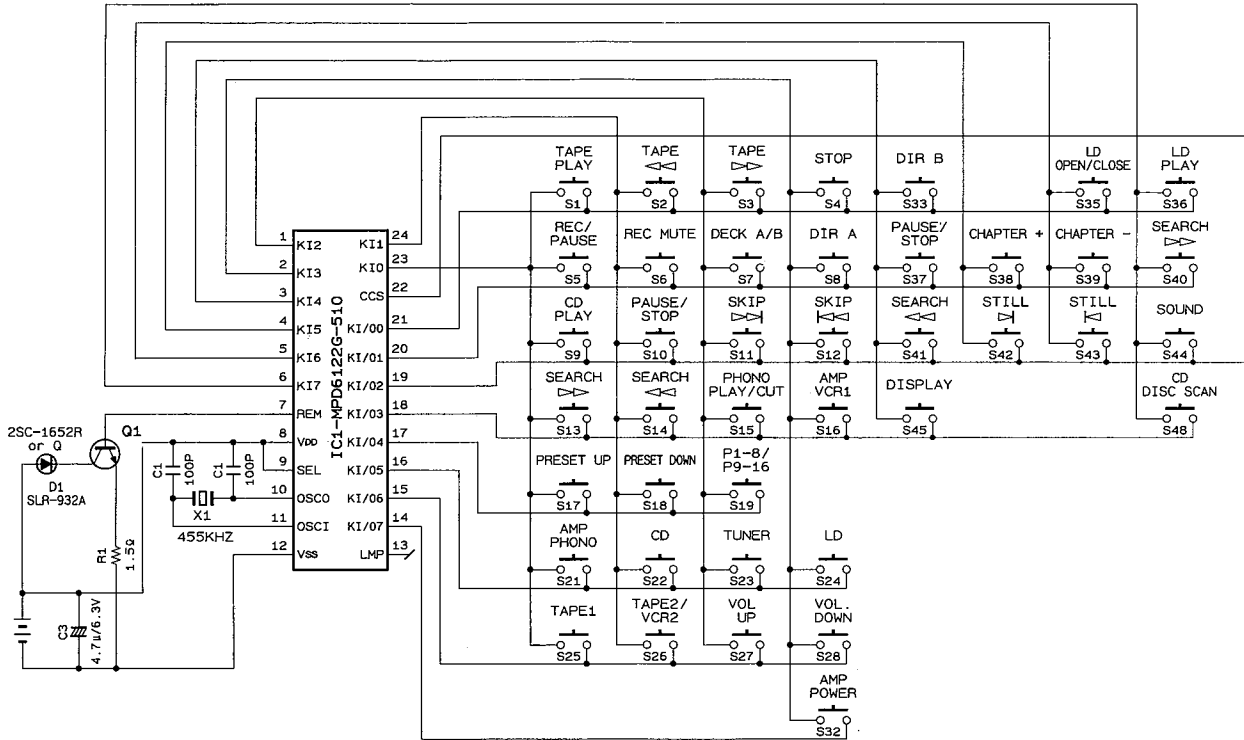 TAPE PLAY
TAPE
TAPE
STOP
DIR B
LD OPEN/CLOSE
LD PLAY
S1
S2
S3
S4
S33
S35
S36
REC/ PAUSE
REC MUTE
DECK A/B
DIR A
PAUSE/ STOP
CHAPTER +
CHAPTER -
SEARCH
S5
S6
S7
S8
S37
S38
S39
S40
CD PLAY
PAUSE/ STOP
SKIP
SKIP
SEARCH
STILL
STILL
SOUND
S9
S10
S11
S12
S41
S42
S43
S44
SEARCH
SEARCH
PHONO PLAY/CUT
AMP VCR1
DISPLAY
CD DISC SCAN
S13
S14
S15
S16
S45
S48
PRESET UP
PRESET DOWN
P1-8/ P9-16
S17
S18
S19
AMP PHONO
CD
TUNER
LD
S21
S22
S23
S24
TAPE1
TAPE2/ VCR2
VOL UP
VOL. DOWN
S25
S26
S27
S28
AMP POWER
S32
IC1-MPD6122G-510
1 KI2
2 KI3
3 KI4
4 KI5
5 KI6
6 KI7
7 REM
8 VDD
9 SEL
10 OSCO
11 OSCI
12 VSS
KI1 24
KI0 23
CCS 22
KI/00 21
KI/01 20
KI/02 19
KI/03 18
KI/04 17
KI/05 16
KI/06 15
KI/07 14
LMP 13
2SC-1652R
or Q
Q1
D1
SLR-932A
C1
100P
C1
100P
X1
455KHZ
R1
1.5Ω
C3
4.7u/6.3V